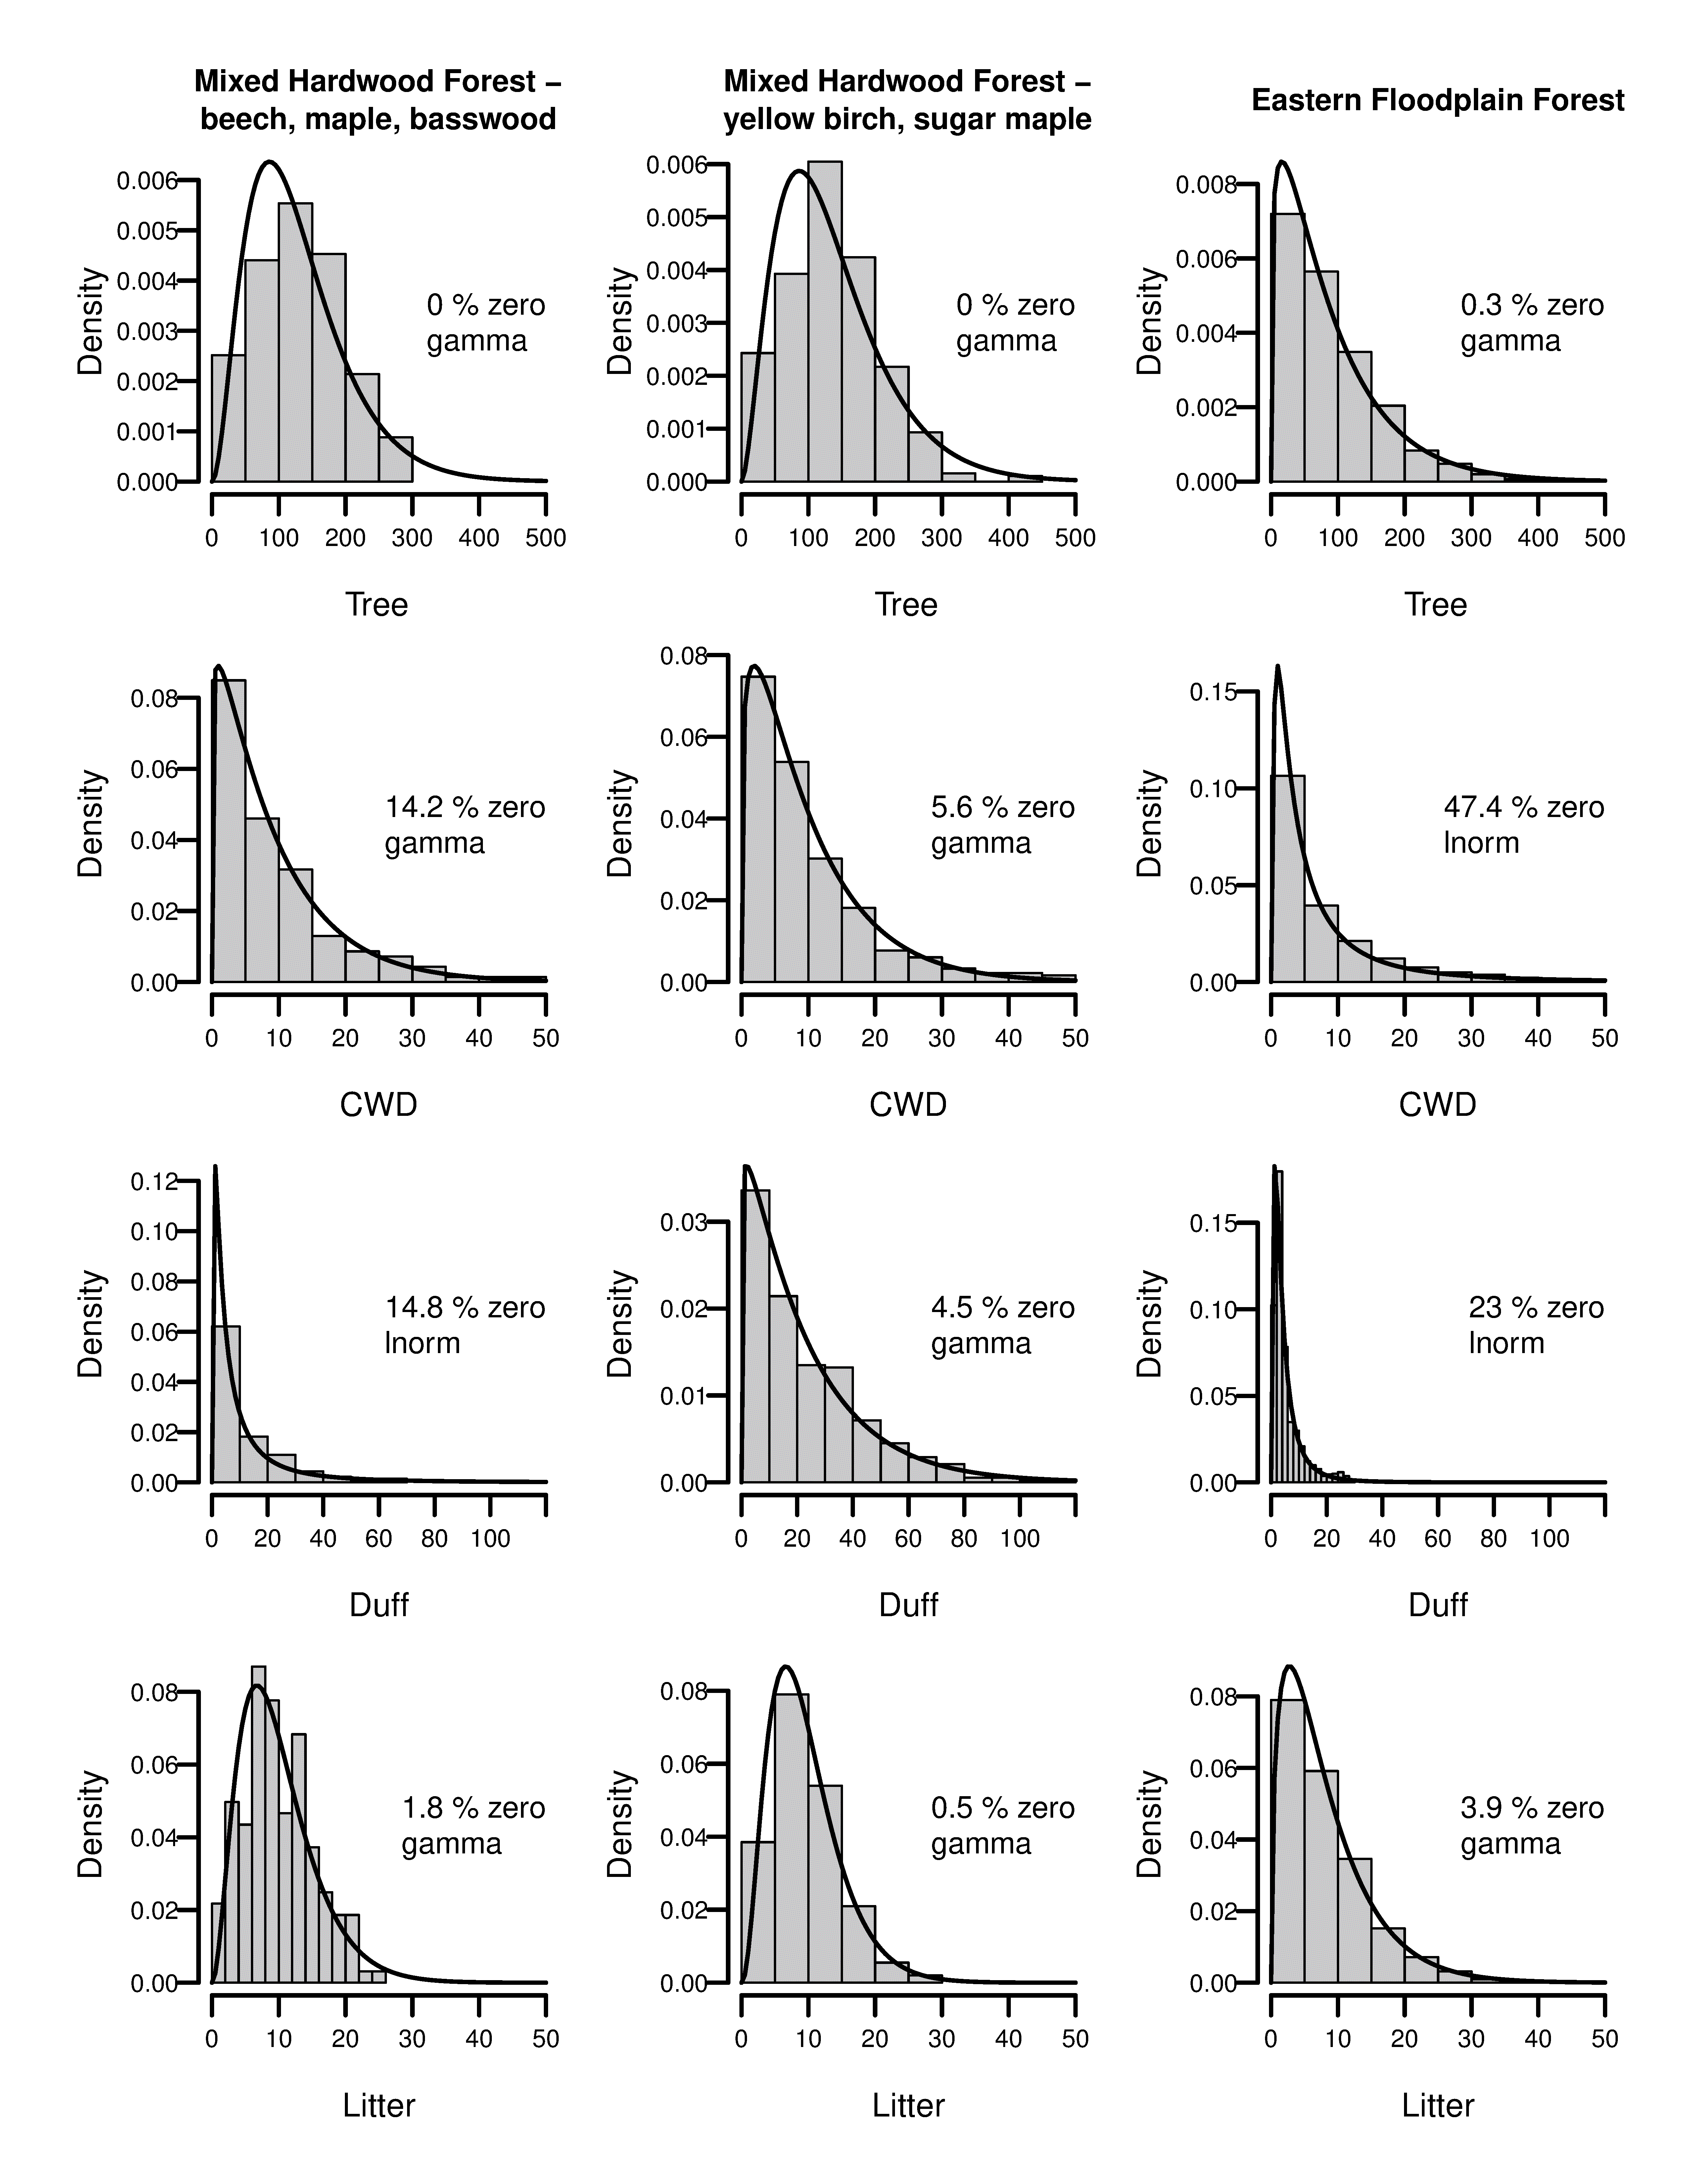 Mixed Hardwood Forest –
beech, maple, basswood
Mixed Hardwood Forest –
yellow birch, sugar maple
Eastern Floodplain Forest
Density
0.006
0.005
0.004
0.003
0.002
0.001
0.000
0 % zero
gamma
0 100 200 300 400 500
Tree
Density
0.006
0.005
0.004
0.003
0.002
0.001
0.000
0 % zero
gamma
0 100 200 300 400 500
Tree
Density
0.008
0.006
0.004
0.002
0.000
0.3 % zero
gamma
0 100 200 300 400 500
Tree
Density
0.08
0.06
0.04
0.02
0.00
14.2 % zero
gamma
0 10 20 30 40 50
CWD
Density
0.08
0.06
0.04
0.02
0.00
5.6 % zero
gamma
0 10 20 30 40 50
CWD
Density
0.15
0.10
0.05
0.00
47.4 % zero
lnorm
0 10 20 30 40 50
CWD
Density
0.12
0.10
0.08
0.06
0.04
0.02
0.00
14.8 % zero
lnorm
0 20 40 60 80 100
Duff
Density
0.03
0.02
0.01
0.00
4.5 % zero
gamma
0 20 40 60 80 100
Duff
Density
0.15
0.10
0.05
0.00
23 % zero
lnorm
0 20 40 60 80 100
Duff
Density
0.08
0.06
0.04
0.02
0.00
1.8 % zero
gamma
0 10 20 30 40 50
Litter
Density
0.08
0.06
0.04
0.02
0.00
0.5 % zero
gamma
0 10 20 30 40 50
Litter
Density
0.08
0.06
0.04
0.02
0.00
3.9 % zero
gamma
0 10 20 30 40 50
Litter